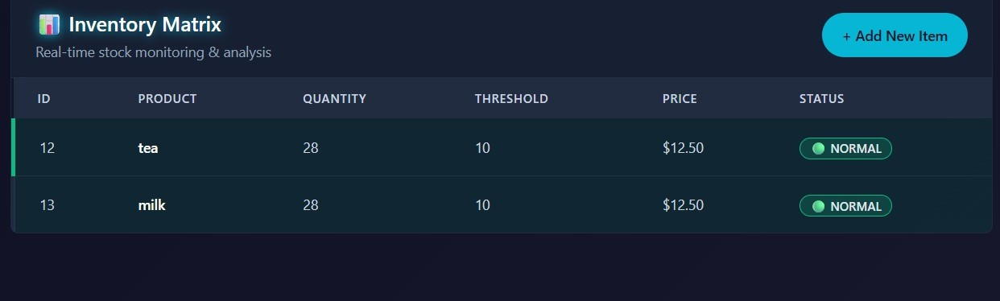 Inventory Matrix
+ Add New Item
Real-time stock monitoring & analysis
ID PRODUCT QUANTITY THRESHOLD PRICE STATUS
12 tea 28 10 $12.50 NORMAL
13 milk 28 10 $12.50 NORMAL